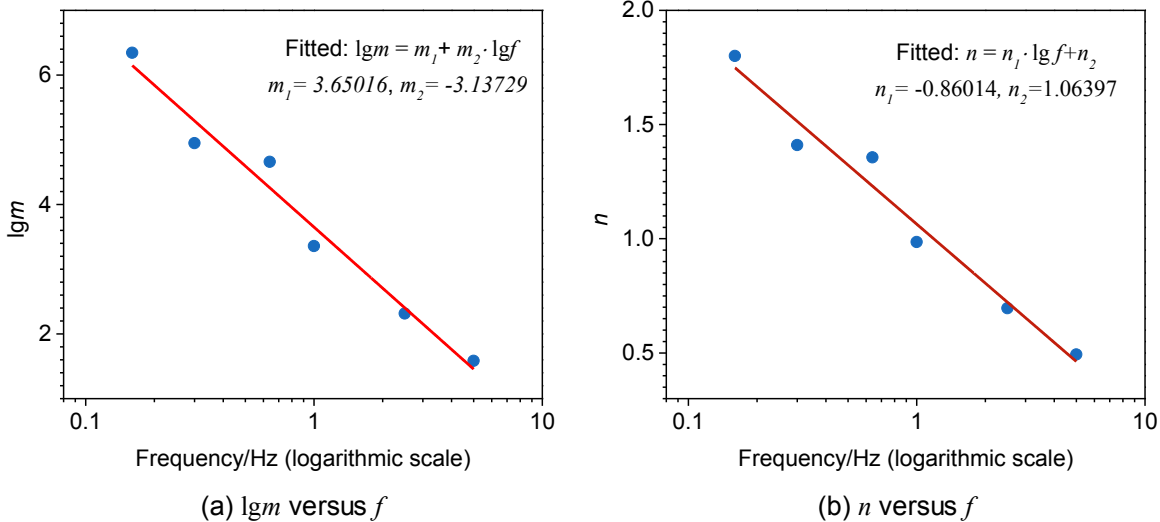 6
4
2
lgm
Fitted: lgm = m₁+ m₂· lgf
m₁= 3.65016, m₂= -3.13729
0.1 1 10
Frequency/Hz (logarithmic scale)
(a) lgm versus f
2.0
1.5
1.0
0.5
n
Fitted: n = n₁· lg f+n₂
n₁= -0.86014, n₂=1.06397
0.1 1 10
Frequency/Hz (logarithmic scale)
(b) n versus f